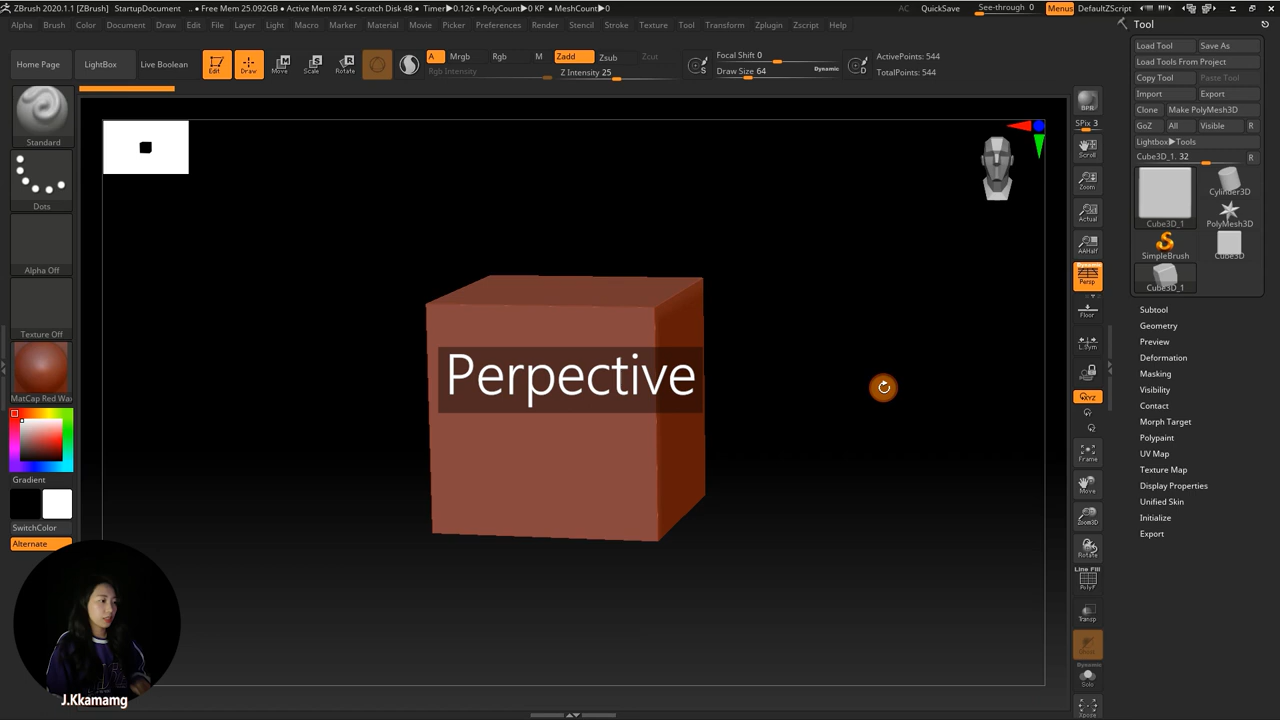 ZBrush 2020.1.1 [ZBrush] StartupDocument .. • Free Mem 25.092GB • Active Mem 874 • Scratch Disk 48 • Timer▶0.126 • PolyCount▶0 KP • MeshCount▶0
QuickSave See-through 0 Menus DefaultZScript
Alpha Brush Color Document Draw Edit File Layer Light Macro Marker Material Movie Picker Preferences Render Stencil Stroke Texture Tool Transform Zplugin Zscript Help
Home Page LightBox Live Boolean
Edit Draw Move Scale Rotate
A Mrgb Rgb M Zadd Zsub Zcut
Rgb Intensity Z Intensity 25
Focal Shift 0
Draw Size 64 Dynamic
S D
ActivePoints: 544
TotalPoints: 544
Standard
Dots
Alpha Off
Texture Off
MatCap Red Wax
Gradient
SwitchColor
Alternate
Perpective
J.Kkamamg
BPR
SPix 3
Scroll
Zoom
Actual
AAHalf
Dynamic
Persp
Floor
L.Sym
XYZ
Y
Z
Frame
Move
Zoom3D
Rotate
Line Fill
PolyF
Transp
Ghost
Dynamic
Solo
Xpose
Tool
Load Tool Save As
Load Tools From Project
Copy Tool Paste Tool
Import Export
Clone Make PolyMesh3D
GoZ All Visible R
Lightbox▶Tools
Cube3D_1. 32 R
Cube3D_1
Cylinder3D
PolyMesh3D
SimpleBrush Cube3D
Cube3D_1
Subtool
Geometry
Preview
Deformation
Masking
Visibility
Contact
Morph Target
Polypaint
UV Map
Texture Map
Display Properties
Unified Skin
Initialize
Export